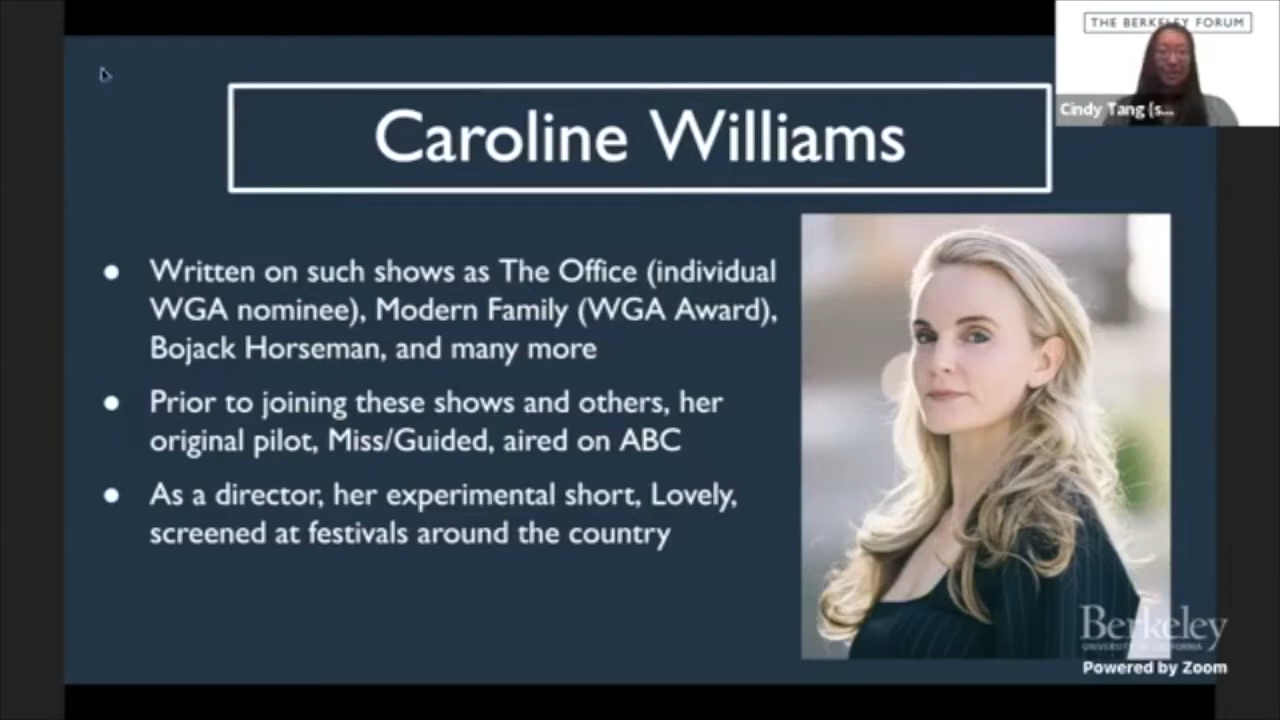 THE BERKELEY FORUM
Cindy Tang (s...
Caroline Williams
● Written on such shows as The Office (individual
WGA nominee), Modern Family (WGA Award),
Bojack Horseman, and many more
● Prior to joining these shows and others, her
original pilot, Miss/Guided, aired on ABC
● As a director, her experimental short, Lovely,
screened at festivals around the country
Berkeley
UNIVERSITY OF CALIFORNIA
Powered by Zoom